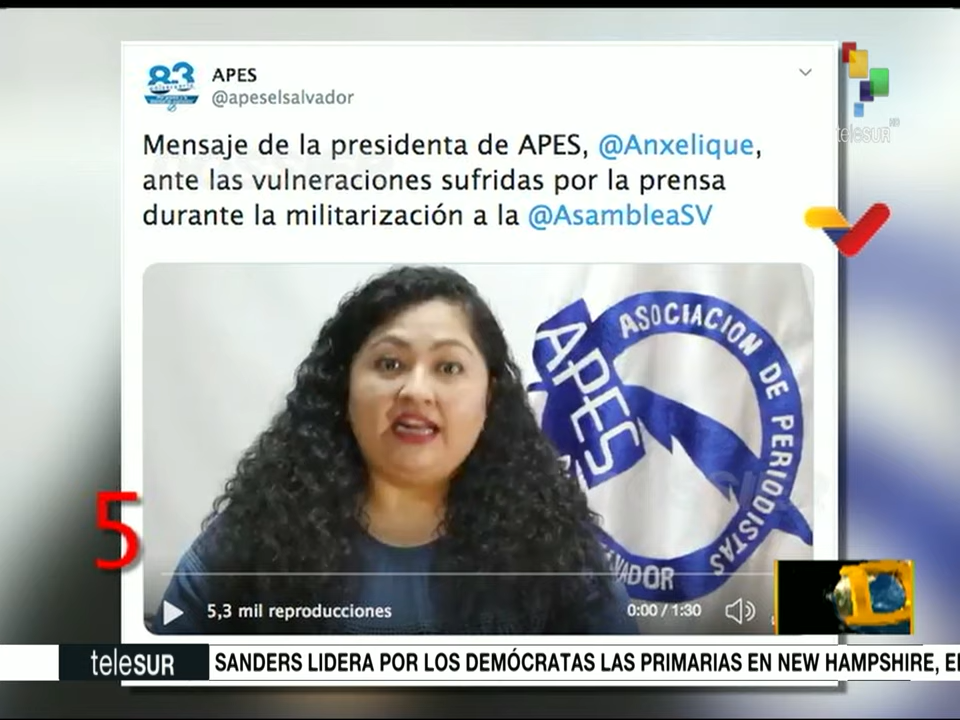 83
APES
@apeselsalvador
Mensaje de la presidenta de APES, @Anxelique,
ante las vulneraciones sufridas por la prensa
durante la militarización a la @AsambleaSV
teleSUR HD
ASOCIACION DE PERIODISTAS
APES
VADOR
5
5,3 mil reproducciones
0:00 / 1:30
teleSUR
SANDERS LIDERA POR LOS DEMÓCRATAS LAS PRIMARIAS EN NEW HAMPSHIRE, E